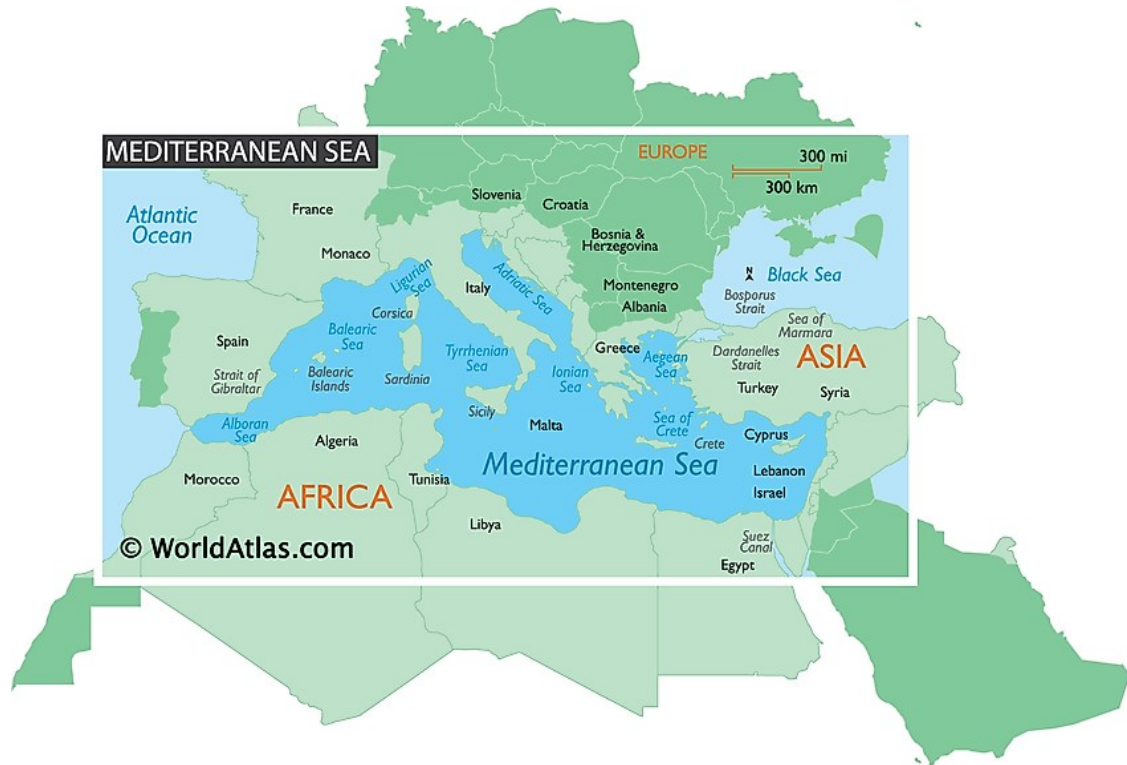 MEDITERRANEAN SEA
EUROPE
300 mi
300 km
Atlantic
Ocean
France
Monaco
Slovenia
Croatia
Bosnia &
Herzegovina
Montenegro
Albania
N
Black Sea
Bosporus
Strait
Sea of
Marmara
Ligurian
Sea
Corsica
Italy
Adriatic Sea
Spain
Strait of
Gibraltar
Balearic
Sea
Balearic
Islands
Sardinia
Tyrrhenian
Sea
Sicily
Ionian
Sea
Greece
Aegean
Sea
Dardanelles
Strait
ASIA
Turkey
Syria
Alboran
Sea
Algeria
Malta
Sea of
Crete
Crete
Cyprus
Morocco
AFRICA
Tunisia
Mediterranean Sea
Lebanon
Israel
Libya
Suez
Canal
Egypt
© WorldAtlas.com